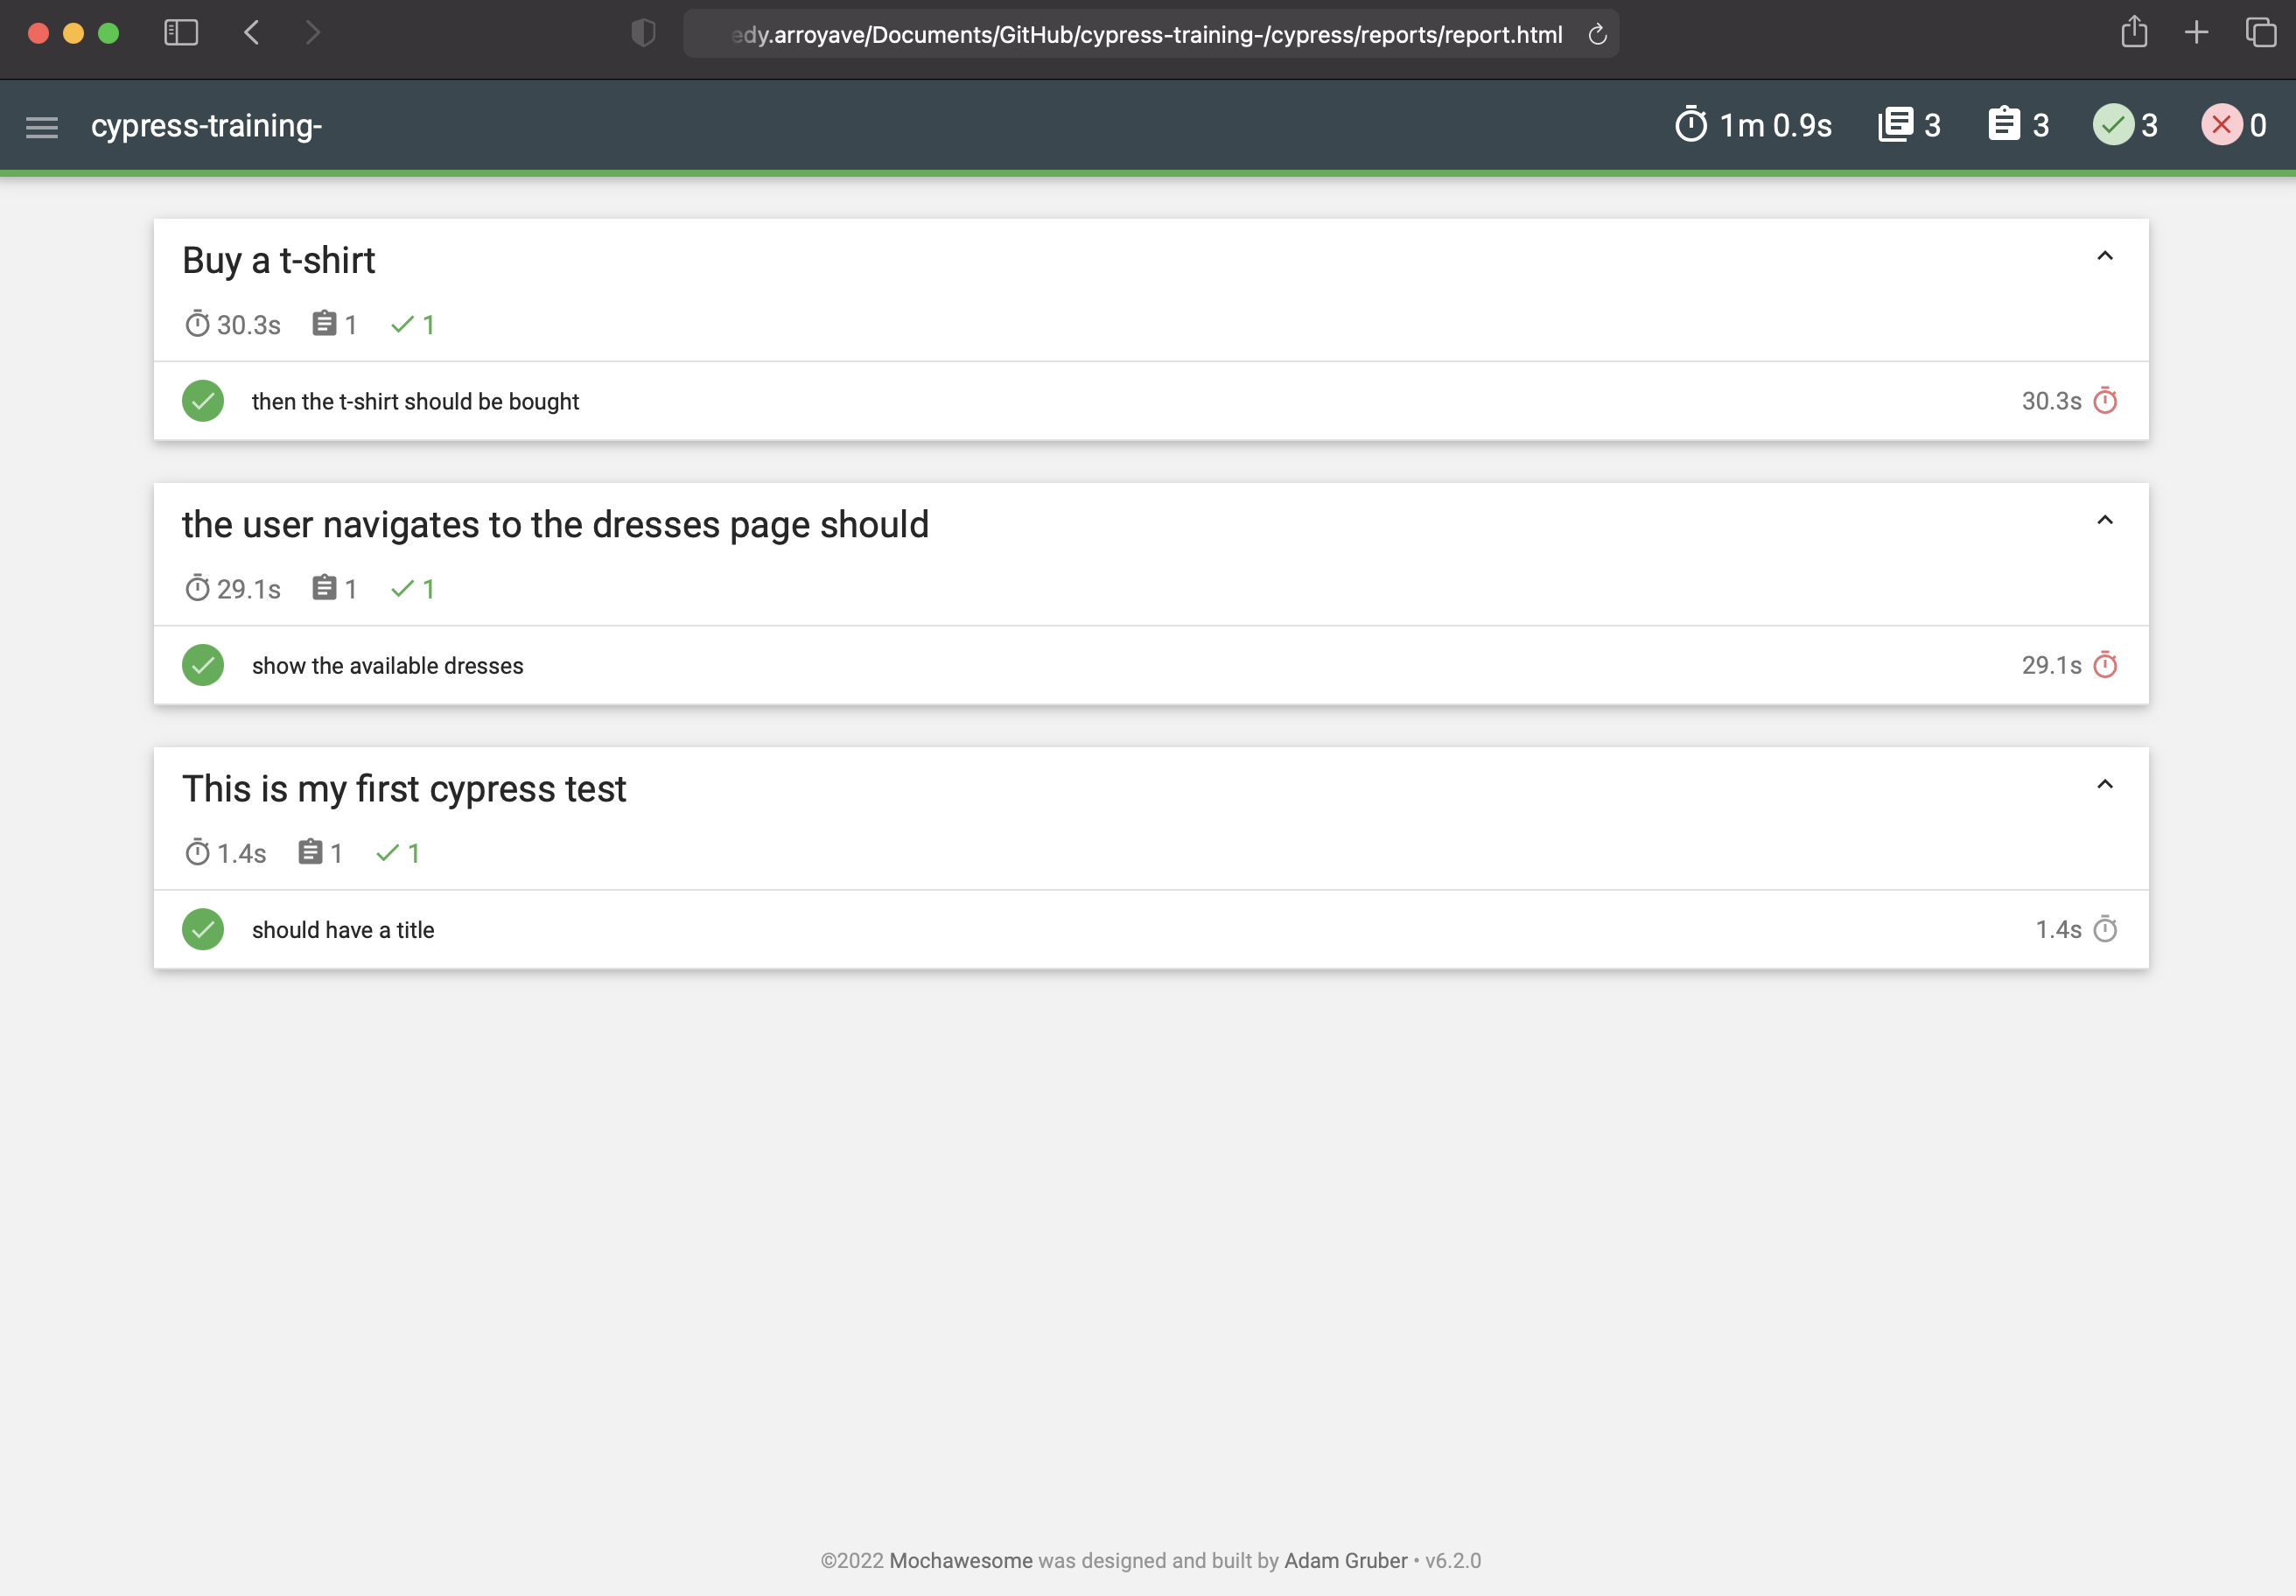 edy.arroyave/Documents/GitHub/cypress-training-/cypress/reports/report.html
cypress-training-
1m 0.9s 3 3 3 0
Buy a t-shirt
30.3s 1 1
then the t-shirt should be bought 30.3s
the user navigates to the dresses page should
29.1s 1 1
show the available dresses 29.1s
This is my first cypress test
1.4s 1 1
should have a title 1.4s
©2022 Mochawesome was designed and built by Adam Gruber • v6.2.0